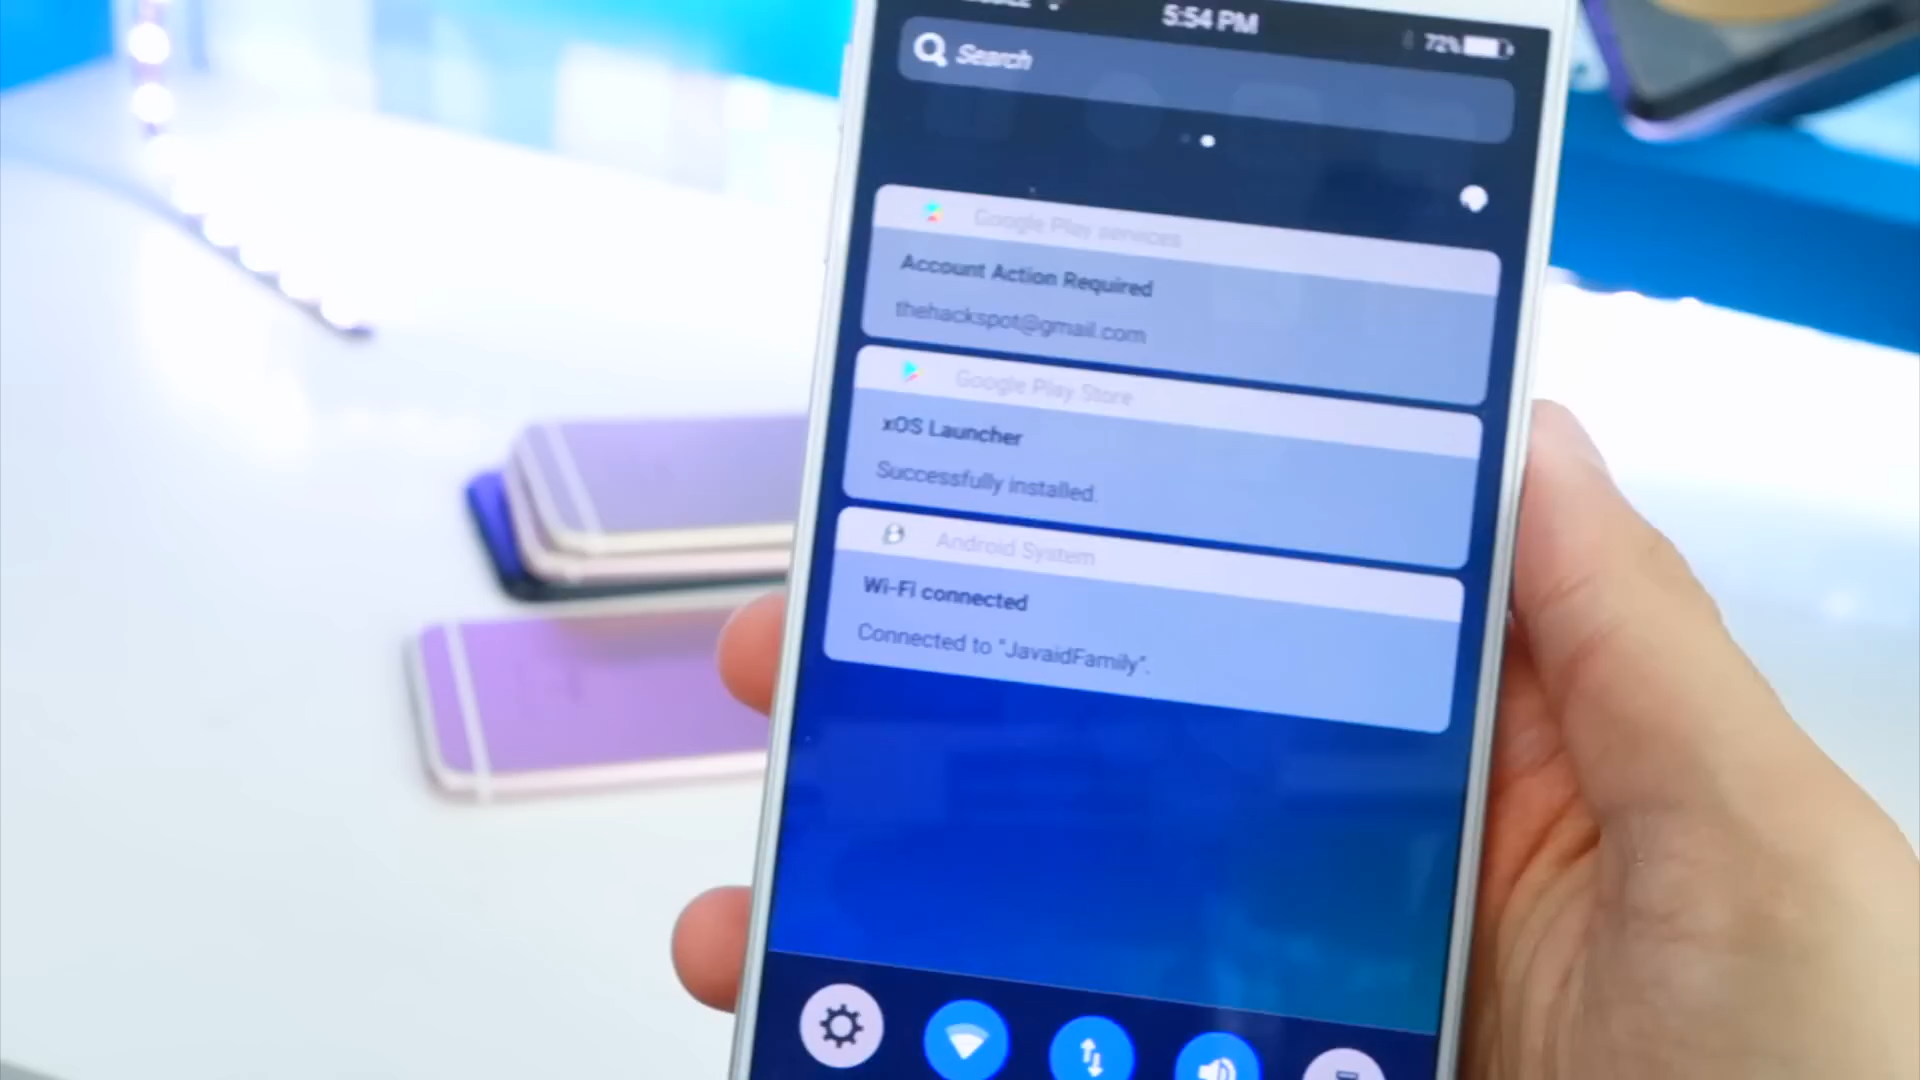 5:54 PM
72%
Search
Google Play services
Account Action Required
thehackspot@gmail.com
Google Play Store
xOS Launcher
Successfully installed.
Android System
Wi-Fi connected
Connected to "JavaidFamily".